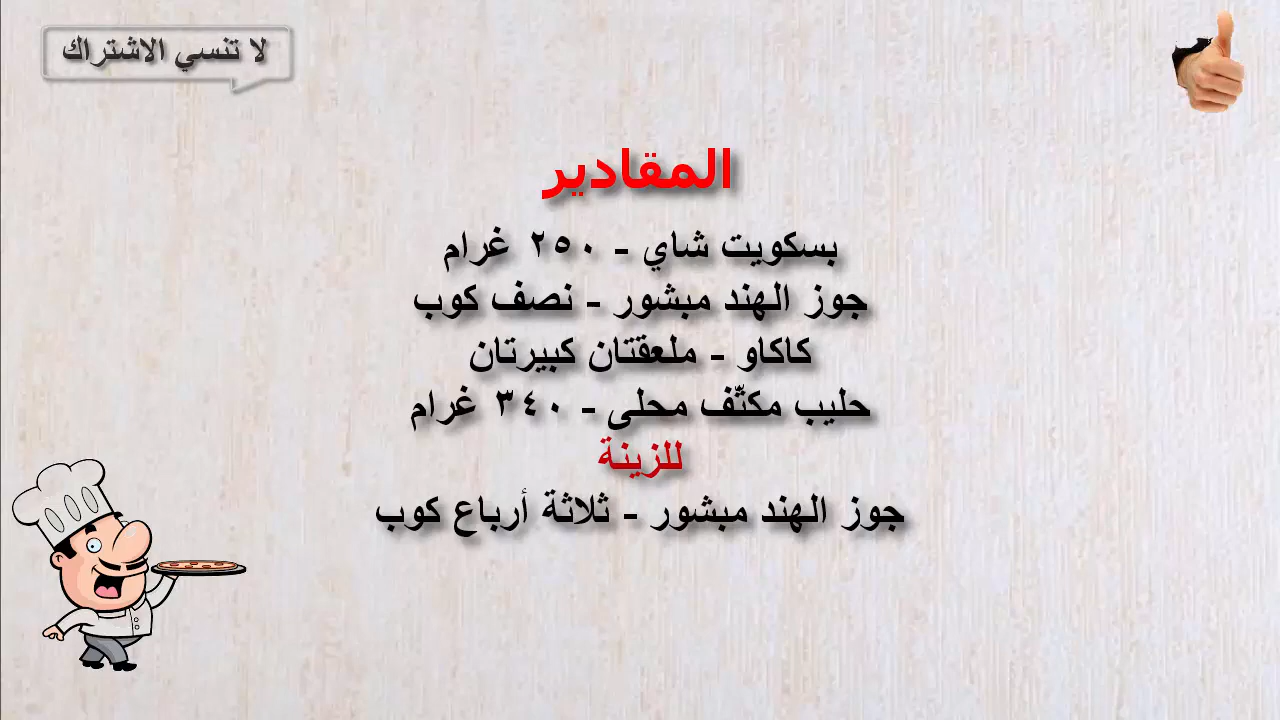 لا تنسي الاشتراك
المقادير
بسكويت شاي - ٢٥٠ غرام
جوز الهند مبشور - نصف كوب
كاكاو - ملعقتان كبيرتان
حليب مكثّف محلى - ٣٤٠ غرام
للزينة
جوز الهند مبشور - ثلاثة أرباع كوب